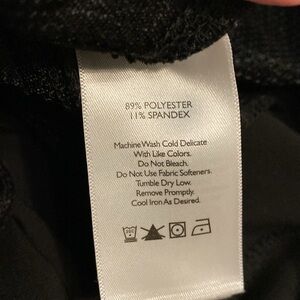 89% POLYESTER
11% SPANDEX
Machine Wash Cold Delicate
With Like Colors.
Do Not Bleach.
Do Not Use Fabric Softeners.
Tumble Dry Low.
Remove Promptly.
Cool Iron As Desired.